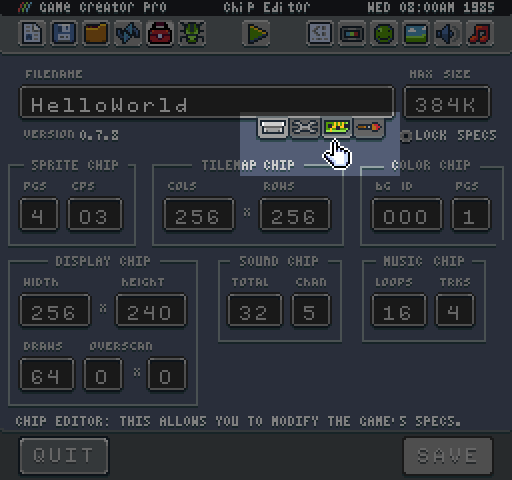 Game Creator Pro Chip Editor WED 08:00AM 1985
FILENAME MAX SIZE
HelloWorld 384K
VERSION 0.7.8 LOCK SPECS
SPRITE CHIP TILEMAP CHIP COLOR CHIP
PGS CPS COLS ROWS BG ID PGS
4 03 256 x 256 000 1
DISPLAY CHIP SOUND CHIP MUSIC CHIP
WIDTH HEIGHT TOTAL CHAN LOOPS TRKS
256 x 240 32 5 16 4
DRAWS OVERSCAN
64 0 x 0
CHIP EDITOR: THIS ALLOWS YOU TO MODIFY THE GAME'S SPECS.
QUIT SAVE